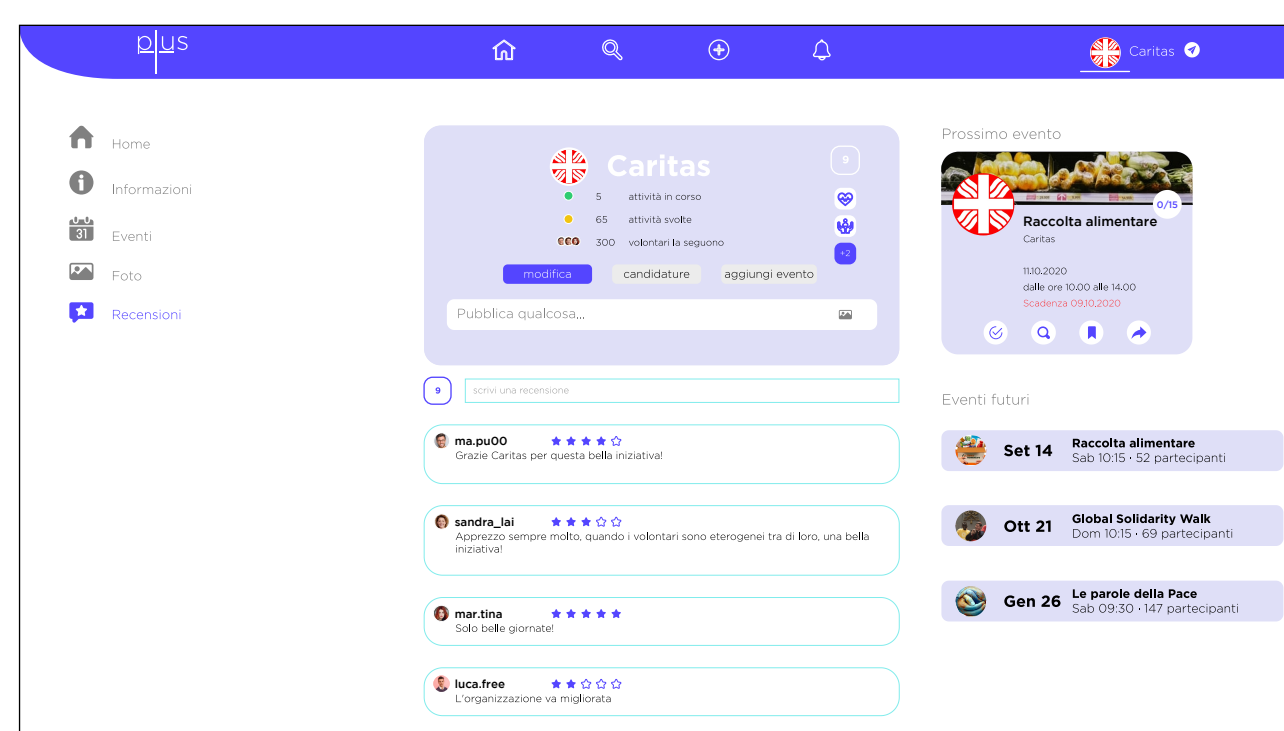 plus
Caritas
Home
Informazioni
31
Eventi
Foto
Recensioni
Caritas
9
5 attività in corso
65 attività svolte
300 volontari la seguono
+2
modifica candidature aggiungi evento
Pubblica qualcosa...
9 scrivi una recensione
ma.pu00
Grazie Caritas per questa bella iniziativa!
sandra_lai
Apprezzo sempre molto, quando i volontari sono eterogenei tra di loro, una bella
iniziativa!
mar.tina
Solo belle giornate!
luca.free
L'organizzazione va migliorata
Prossimo evento
0/15
Raccolta alimentare
Caritas
11.10.2020
dalle ore 10.00 alle 14.00
Scadenza 09.10.2020
Eventi futuri
Set 14
Raccolta alimentare
Sab 10:15 · 52 partecipanti
Ott 21
Global Solidarity Walk
Dom 10:15 · 69 partecipanti
Gen 26
Le parole della Pace
Sab 09:30 · 147 partecipanti